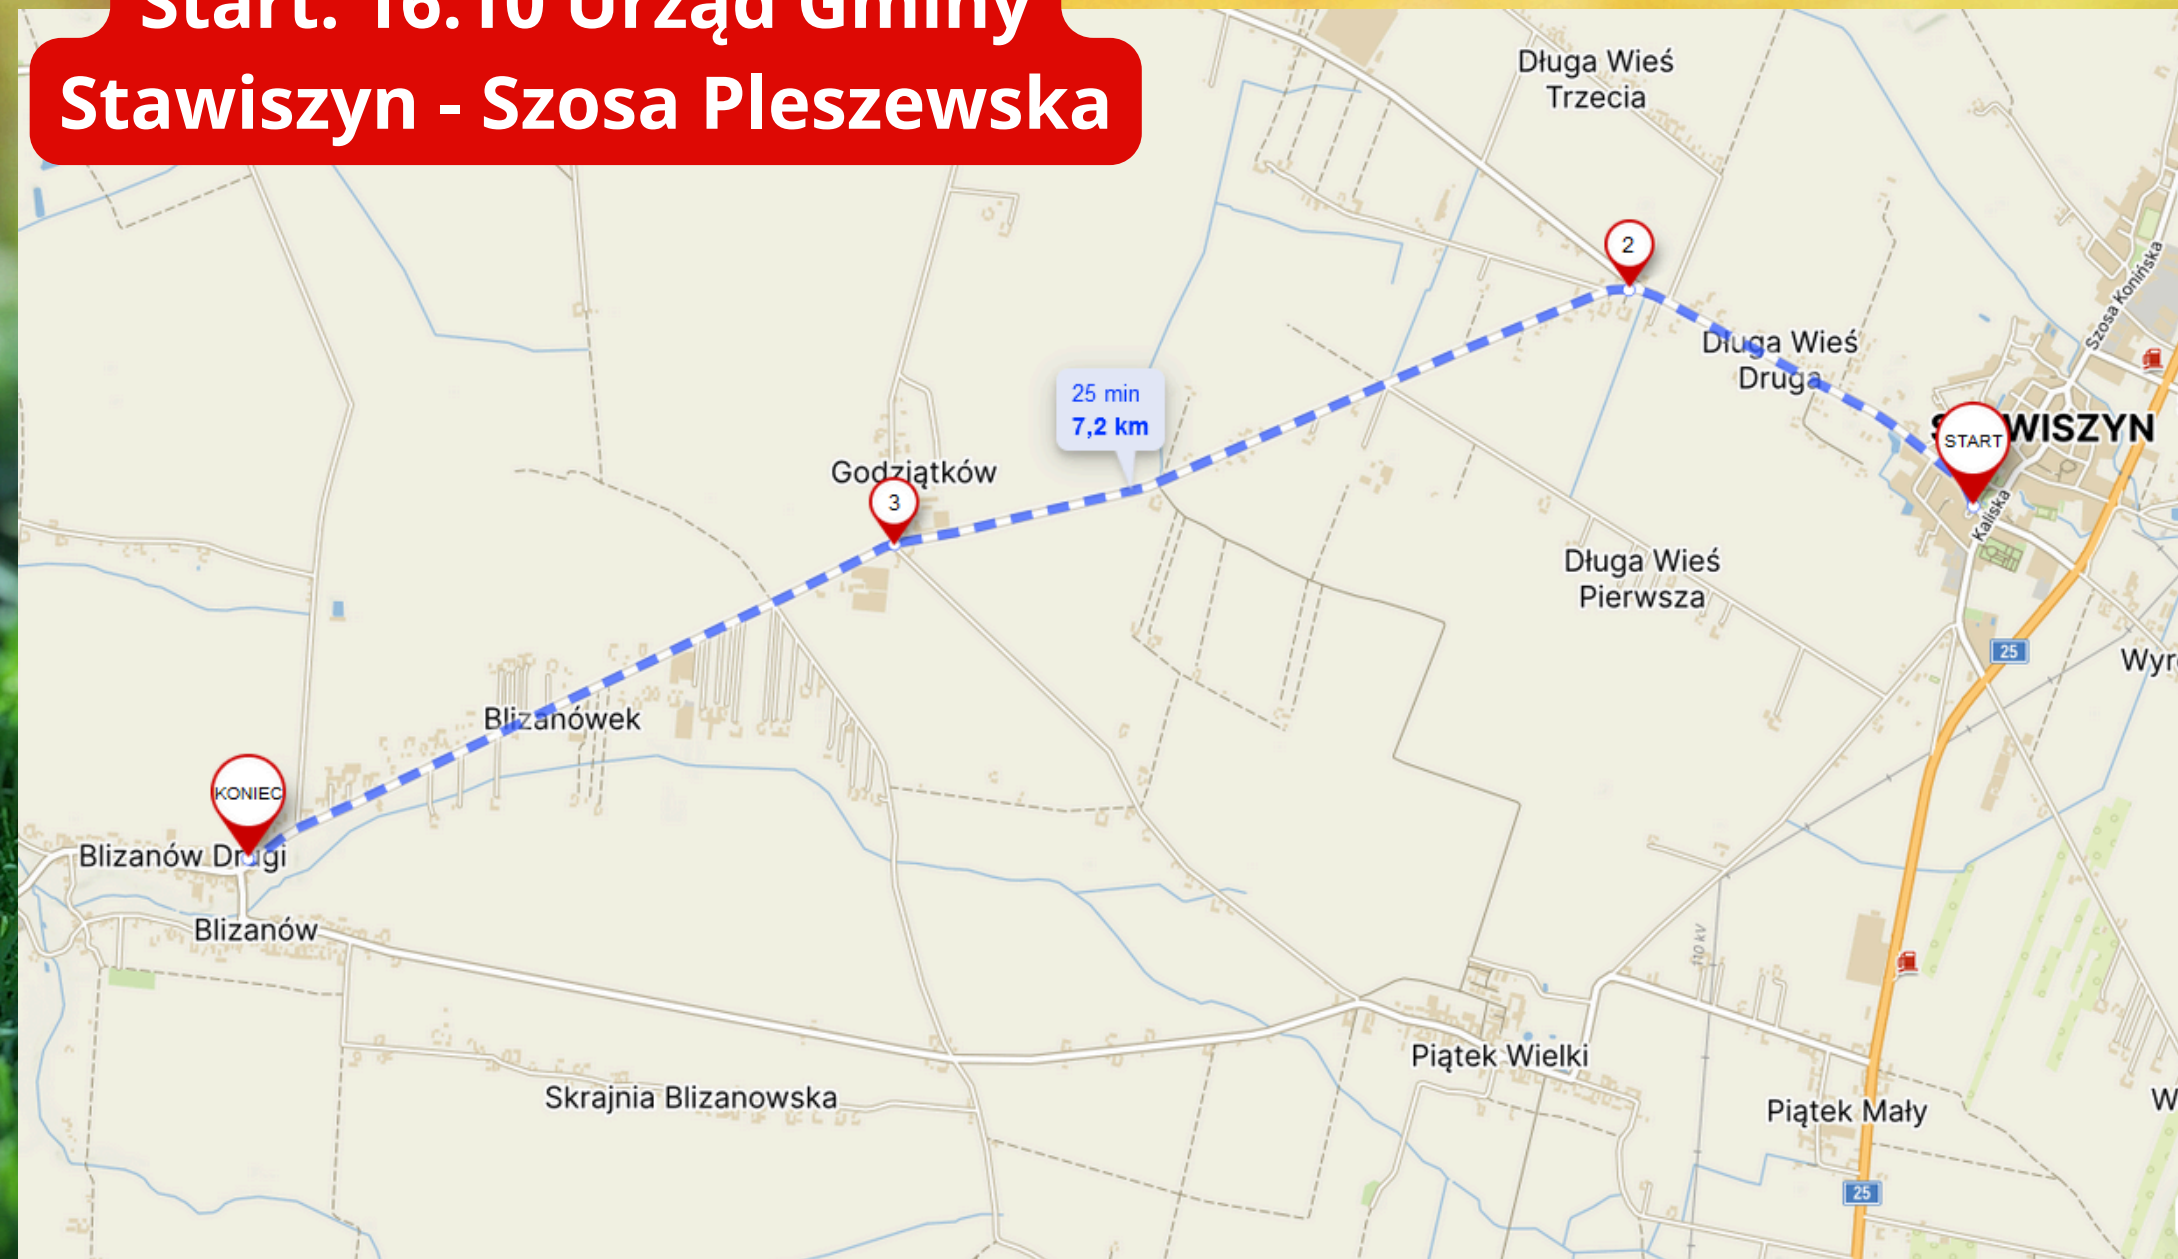 Start: 16.10 Urząd Gminy
Stawiszyn - Szosa Pleszewska
Długa Wieś
Trzecia
2
Szosa Konińska
Długa Wieś
Druga
25 min
7,2 km
START
Godziątków
3
Kaliska
Długa Wieś
Pierwsza
25
Blizanówek
KONIEC
Blizanów Drugi
Blizanów
110 kV
Piątek Wielki
Skrajnia Blizanowska
Piątek Mały
25